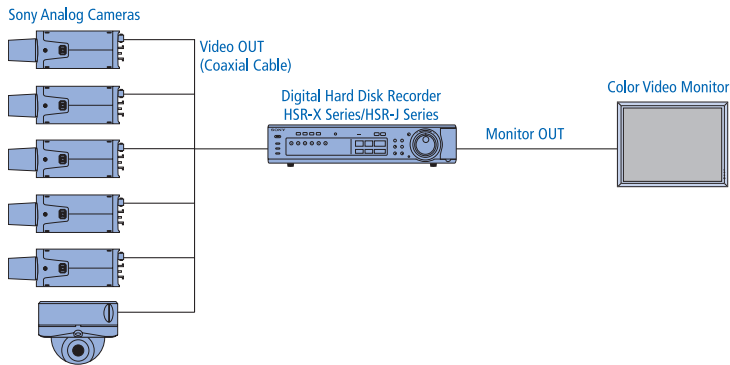 Sony Analog Cameras
Video OUT
(Coaxial Cable)
Digital Hard Disk Recorder
HSR-X Series/HSR-J Series
SONY
Monitor OUT
Color Video Monitor